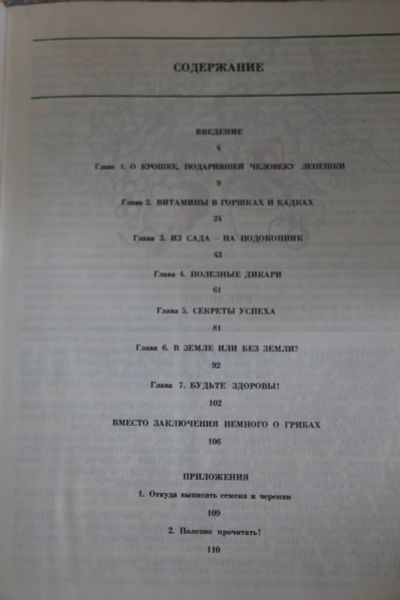 СОДЕРЖАНИЕ
ВВЕДЕНИЕ
4
Глава 1. О КРОШКЕ, ПОДАРИВШЕЙ ЧЕЛОВЕКУ ЛЕПЕШКИ
9
Глава 2. ВИТАМИНЫ В ГОРШКАХ И КАДКАХ
24
Глава 3. ИЗ САДА — НА ПОДОКОННИК
43
Глава 4. ПОЛЕЗНЫЕ ДИКАРИ
61
Глава 5. СЕКРЕТЫ УСПЕХА
81
Глава 6. В ЗЕМЛЕ ИЛИ БЕЗ ЗЕМЛИ?
92
Глава 7. БУДЬТЕ ЗДОРОВЫ!
102
ВМЕСТО ЗАКЛЮЧЕНИЯ НЕМНОГО О ГРИБАХ
106
ПРИЛОЖЕНИЯ
1. Откуда выписать семена и черенки
109
2. Полезно прочитать!
110